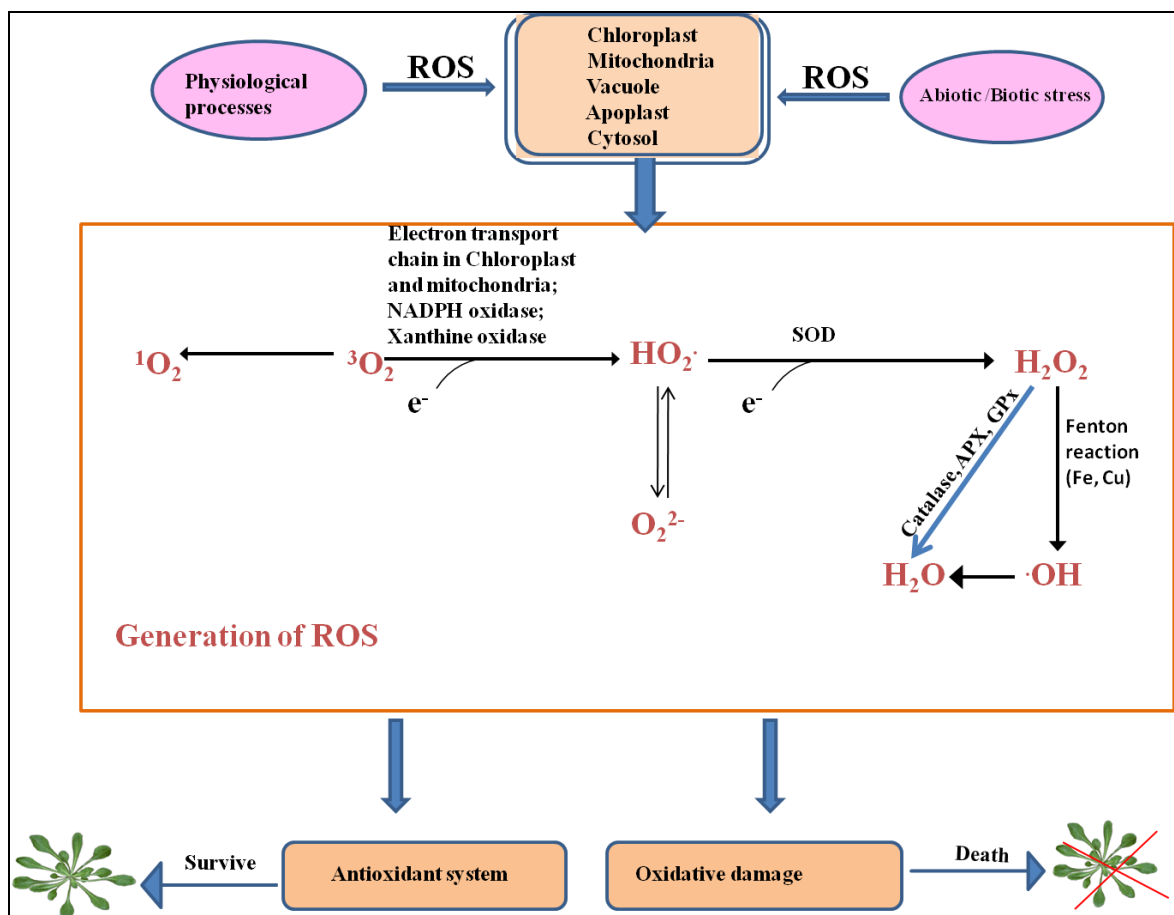 Physiological
processes
ROS
Chloroplast
Mitochondria
Vacuole
Apoplast
Cytosol
ROS
Abiotic /Biotic stress
Electron transport
chain in Chloroplast
and mitochondria;
NADPH oxidase;
Xanthine oxidase
SOD
¹O₂
³O₂
HO₂·
H₂O₂
e⁻
e⁻
Catalase, APX, GPx
Fenton
reaction
(Fe, Cu)
O₂²⁻
H₂O
·OH
Generation of ROS
Survive
Antioxidant system
Oxidative damage
Death